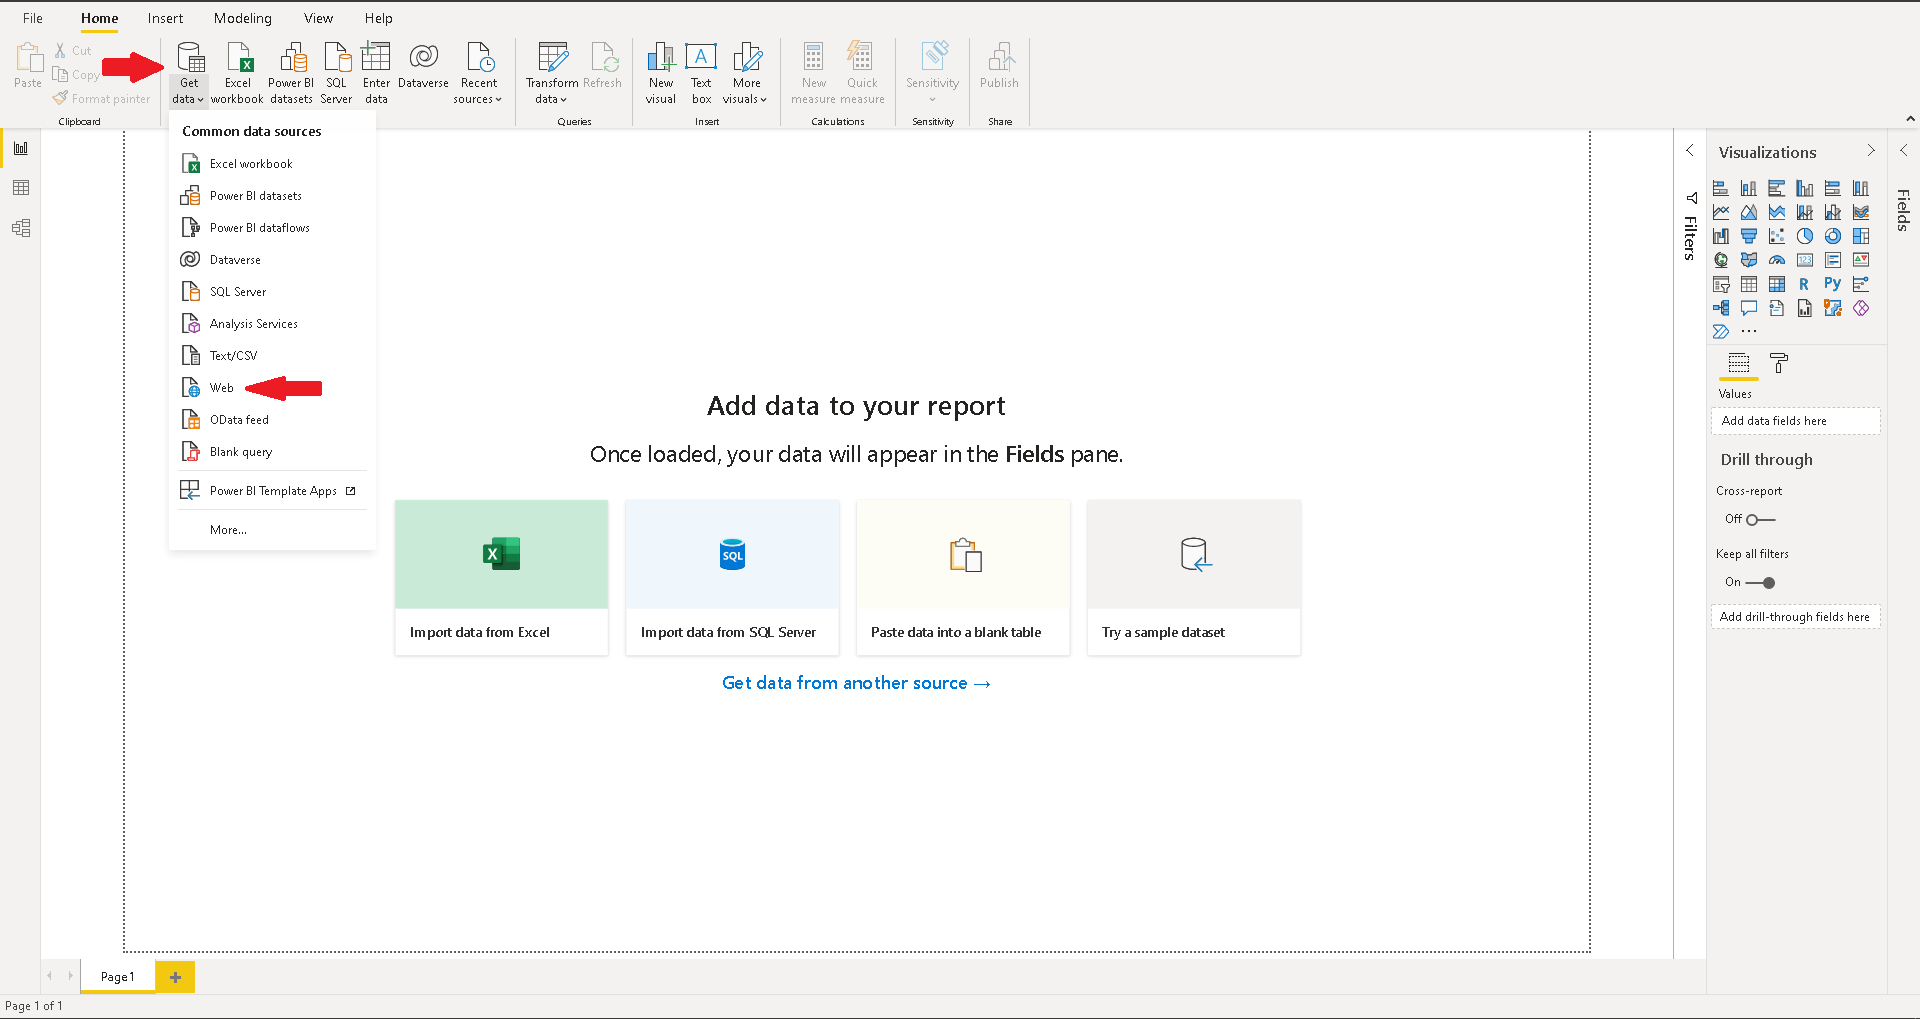 File Home Insert Modeling View Help
Paste
Cut
Copy
Format painter
Clipboard
Get data
Excel workbook
Power BI datasets
SQL Server
Enter data
Dataverse
Recent sources
Transform data
Refresh
Queries
New visual
Text box
More visuals
Insert
New measure
Quick measure
Calculations
Sensitivity
Sensitivity
Publish
Share
Common data sources
Excel workbook
Power BI datasets
Power BI dataflows
Dataverse
SQL Server
Analysis Services
Text/CSV
Web
OData feed
Blank query
Power BI Template Apps
More...
Add data to your report
Once loaded, your data will appear in the Fields pane.
X
SQL
Import data from Excel
Import data from SQL Server
Paste data into a blank table
Try a sample dataset
Get data from another source →
Filters
Visualizations
123
R Py
Values
Add data fields here
Drill through
Cross-report
Off
Keep all filters
On
Add drill-through fields here
Fields
Page 1
Page 1 of 1